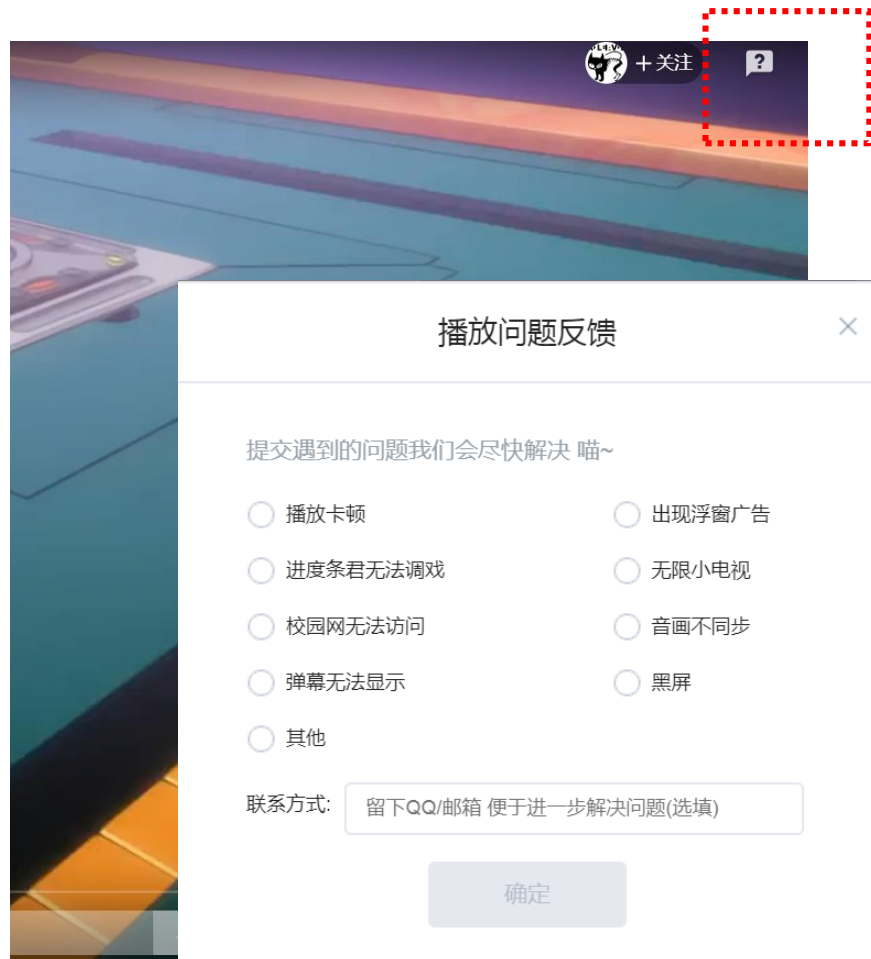 +关注
?
播放问题反馈
提交遇到的问题我们会尽快解决 喵~
播放卡顿
出现浮窗广告
进度条君无法调戏
无限小电视
校园网无法访问
音画不同步
弹幕无法显示
黑屏
其他
联系方式:
留下QQ/邮箱 便于进一步解决问题(选填)
确定